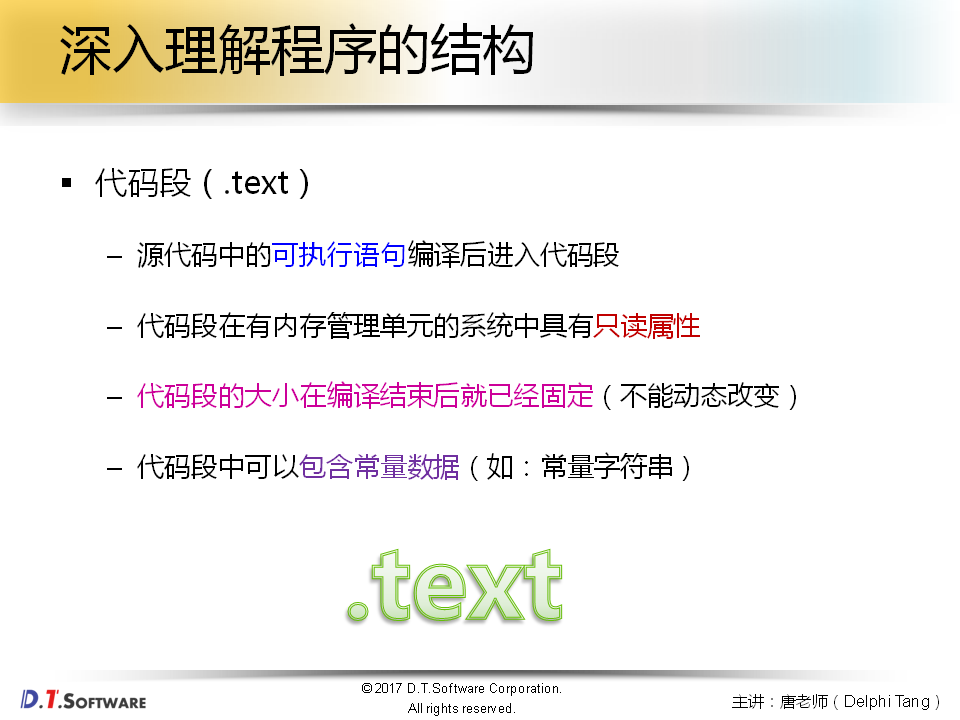 深入理解程序的结构
▪ 代码段（.text）
– 源代码中的可执行语句编译后进入代码段
– 代码段在有内存管理单元的系统中具有只读属性
– 代码段的大小在编译结束后就已经固定（不能动态改变）
– 代码段中可以包含常量数据（如：常量字符串）
.text
D.T.SOFTWARE
©2017 D.T.Software Corporation.
All rights reserved.
主讲：唐老师（Delphi Tang）